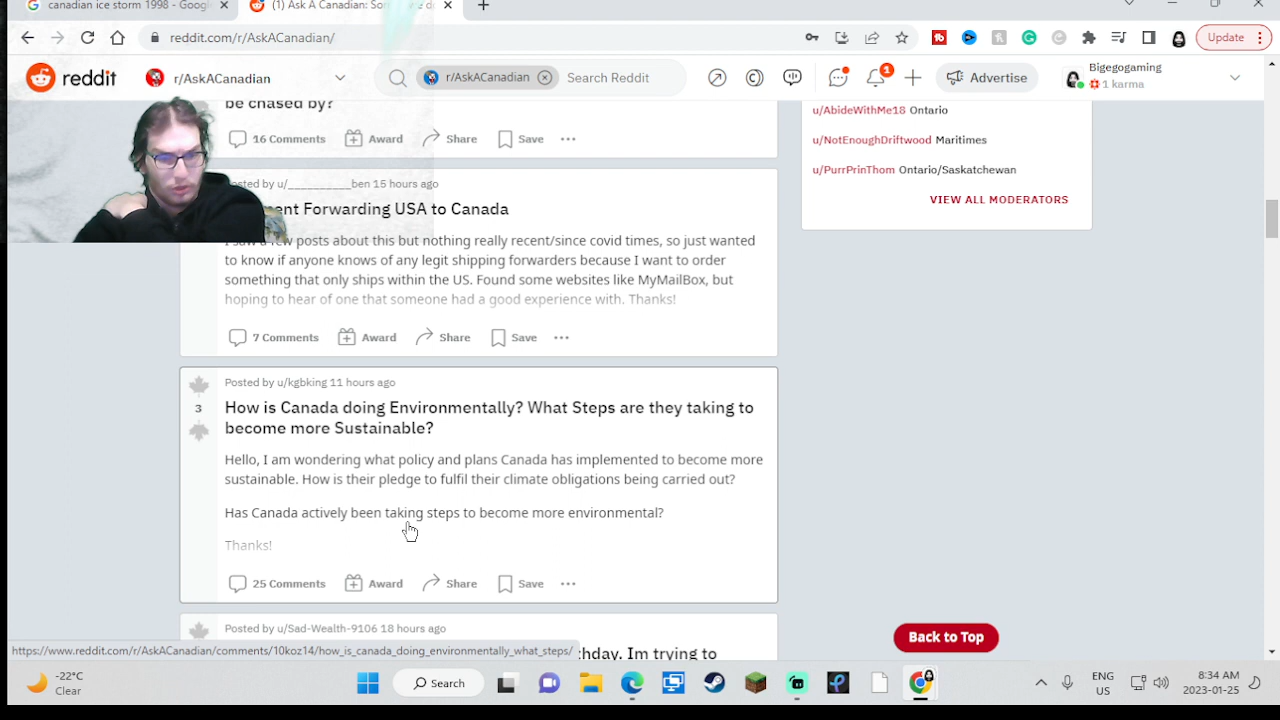 canadian ice storm 1998 - Google
(1) Ask A Canadian: So
reddit.com/r/AskACanadian/
Update
reddit
r/AskACanadian
r/AskACanadian
Search Reddit
1
Advertise
Bigegogaming
1 karma
be chased by?
16 Comments Award Share Save
u/AbideWithMe18 Ontario
u/NotEnoughDriftwood Maritimes
u/PurrPrinThom Ontario/Saskatchewan
VIEW ALL MODERATORS
Posted by u/__________ben 15 hours ago
Forwarding USA to Canada
I saw a few posts about this but nothing really recent/since covid times, so just wanted
to know if anyone knows of any legit shipping forwarders because I want to order
something that only ships within the US. Found some websites like MyMailBox, but
hoping to hear of one that someone had a good experience with. Thanks!
7 Comments Award Share Save
Posted by u/kgbking 11 hours ago
3
How is Canada doing Environmentally? What Steps are they taking to
become more Sustainable?
Hello, I am wondering what policy and plans Canada has implemented to become more
sustainable. How is their pledge to fulfil their climate obligations being carried out?
Has Canada actively been taking steps to become more environmental?
Thanks!
25 Comments Award Share Save
Posted by u/Sad-Wealth-9106 18 hours ago
hday. Im trying to
Back to Top
https://www.reddit.com/r/AskACanadian/comments/10koz14/how_is_canada_doing_environmentally_what_steps/
-22°C
Clear
Search
ENG
US
8:34 AM
2023-01-25